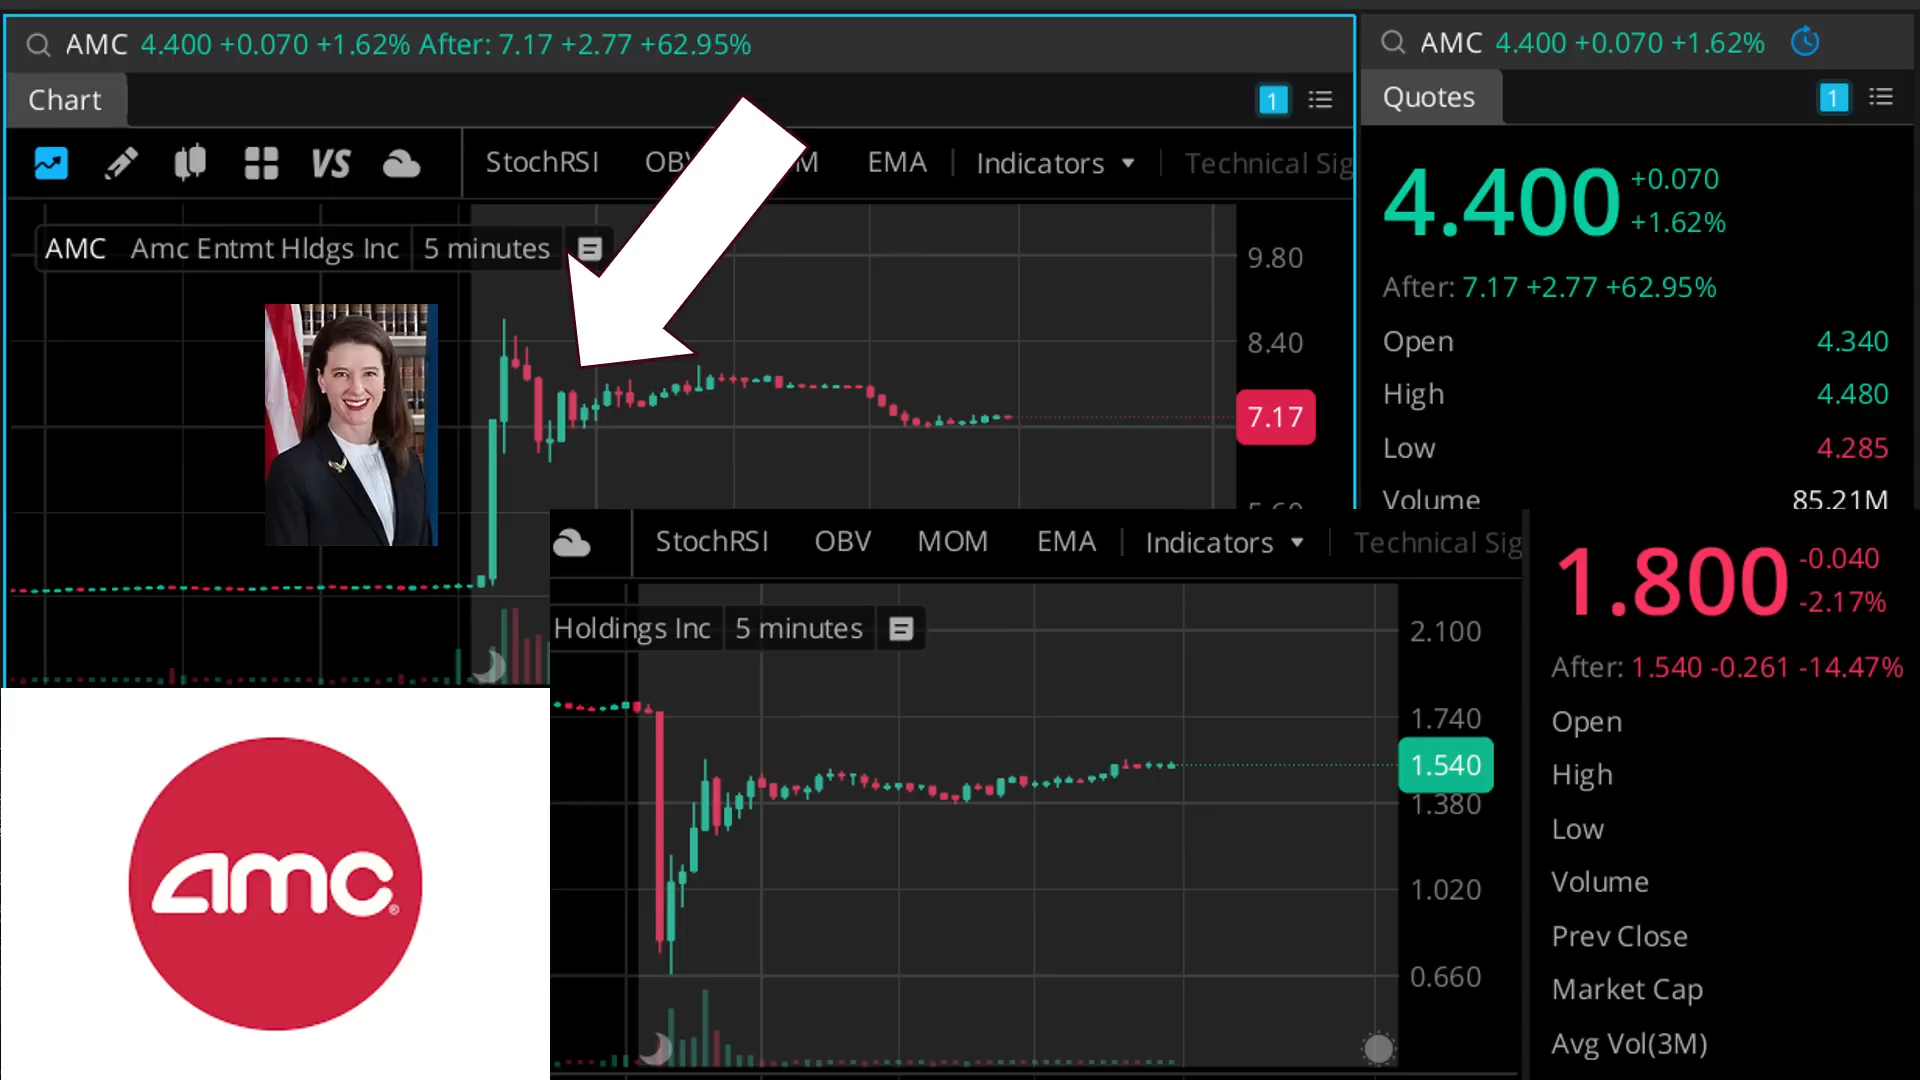 AMC 4.400 +0.070 +1.62% After: 7.17 +2.77 +62.95%
Chart
1
VS StochRSI OBV M EMA Indicators Technical Sig
AMC Amc Entmt Hldgs Inc 5 minutes
9.80
8.40
7.17
AMC 4.400 +0.070 +1.62%
Quotes
1
4.400 +0.070
+1.62%
After: 7.17 +2.77 +62.95%
Open 4.340
High 4.480
Low 4.285
Volume 85.21M
StochRSI OBV MOM EMA Indicators Technical Sig
Holdings Inc 5 minutes
2.100
1.740
1.540
1.380
1.020
0.660
1.800 -0.040
-2.17%
After: 1.540 -0.261 -14.47%
Open
High
Low
Volume
Prev Close
Market Cap
Avg Vol(3M)
amc®